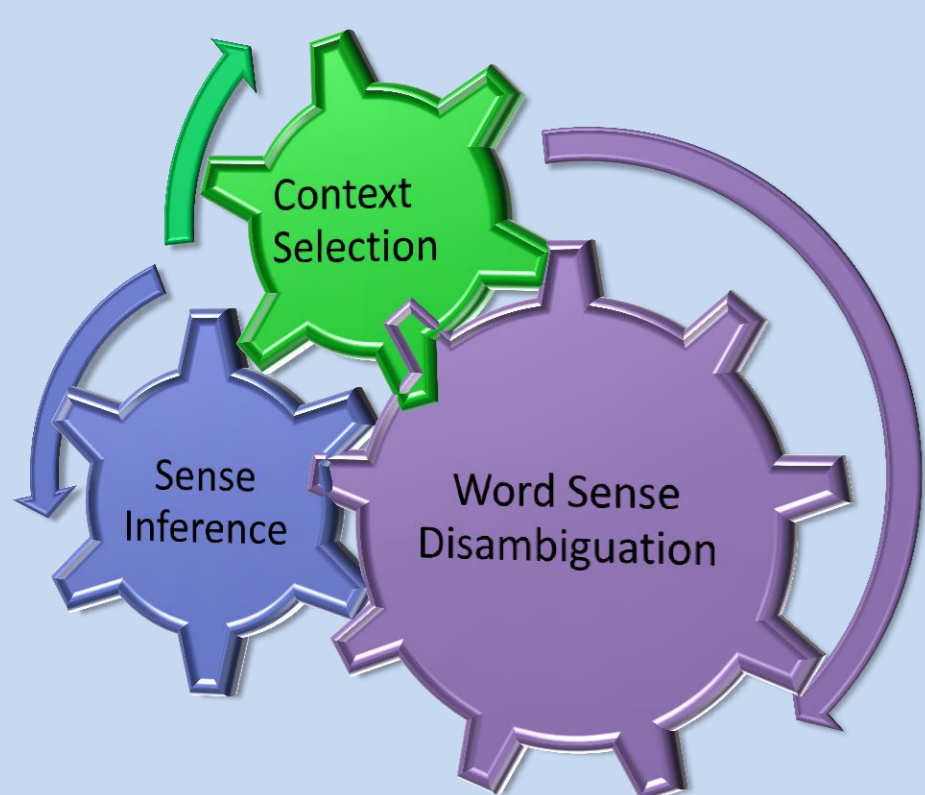 Context
Selection
Sense
Inference
Word Sense
Disambiguation